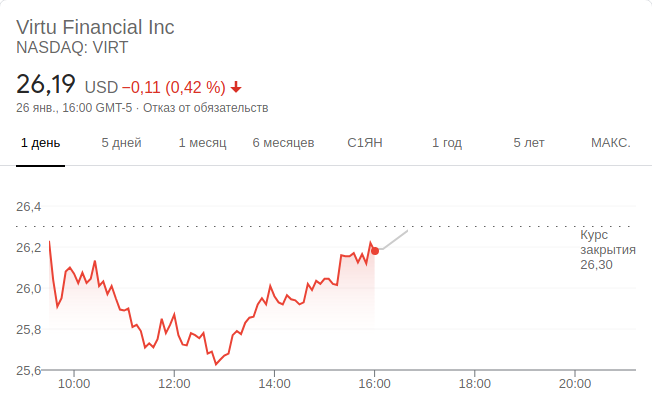 Virtu Financial Inc
NASDAQ: VIRT
26,19 USD −0,11 (0,42 %)
26 янв., 16:00 GMT-5 · Отказ от обязательств
1 день 5 дней 1 месяц 6 месяцев С1ЯН 1 год 5 лет МАКС.
26,4
26,2
26,0
25,8
25,6
Курс
закрытия
26,30
10:00 12:00 14:00 16:00 18:00 20:00